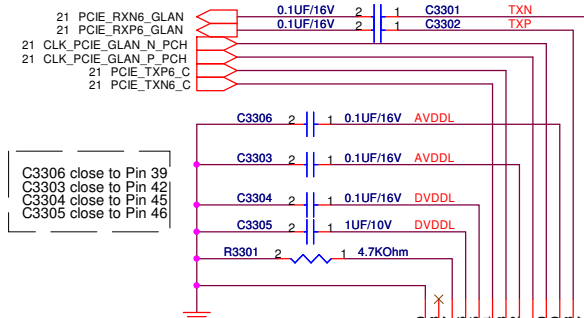 21 PCIE_RXN6_GLAN 0.1UF/16V 2 1 C3301 TXN
21 PCIE_RXP6_GLAN 0.1UF/16V 2 1 C3302 TXP
21 CLK_PCIE_GLAN_N_PCH
21 CLK_PCIE_GLAN_P_PCH
21 PCIE_TXP6_C
21 PCIE_TXN6_C
C3306 2 1 0.1UF/16V AVDDL
C3303 2 1 0.1UF/16V AVDDL
C3304 2 1 0.1UF/16V DVDDL
C3305 2 1 1UF/10V DVDDL
R3301 2 1 4.7KOhm
C3306 close to Pin 39
C3303 close to Pin 42
C3304 close to Pin 45
C3305 close to Pin 46